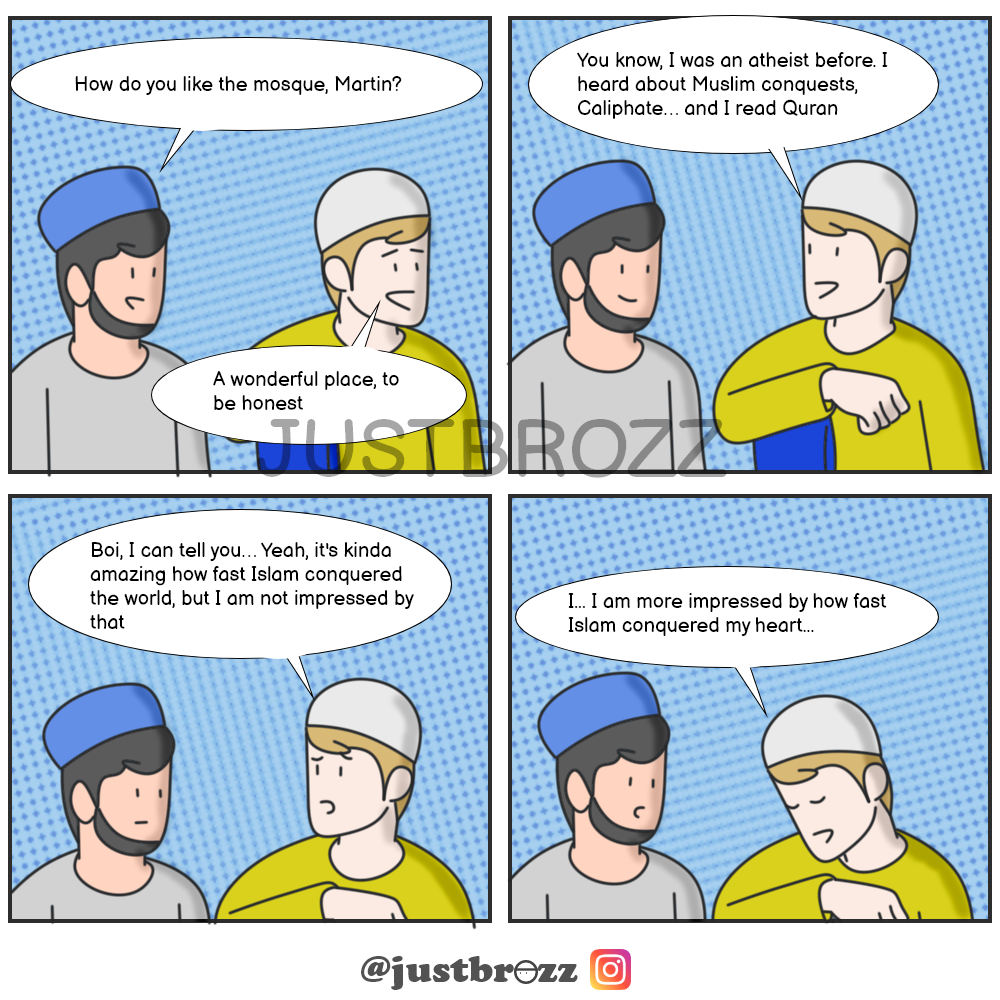 How do you like the mosque, Martin?
A wonderful place, to
be honest
You know, I was an atheist before. I
heard about Muslim conquests,
Caliphate... and I read Quran
JUSTBROZZ
Boi, I can tell you... Yeah, it's kinda
amazing how fast Islam conquered
the world, but I am not impressed by
that
I... I am more impressed by how fast
Islam conquered my heart...
@justbrozz